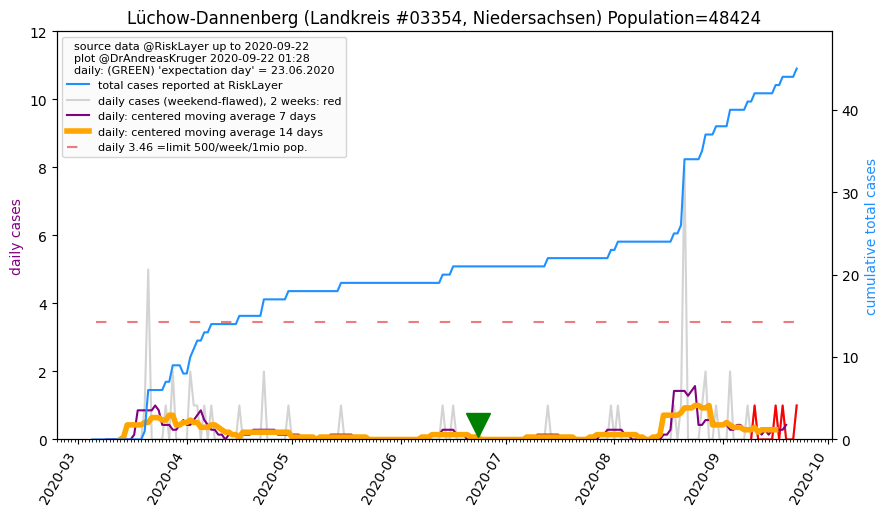 Lüchow-Dannenberg (Landkreis #03354, Niedersachsen) Population=48424
source data @RiskLayer up to 2020-09-22
plot @DrAndreasKruger 2020-09-22 01:28
daily: (GREEN) 'expectation day' = 23.06.2020
total cases reported at RiskLayer
daily cases (weekend-flawed), 2 weeks: red
daily: centered moving average 7 days
daily: centered moving average 14 days
daily 3.46 =limit 500/week/1mio pop.
daily cases
12
10
8
6
4
2
0
40
30
20
10
0
cumulative total cases
2020-03
2020-04
2020-05
2020-06
2020-07
2020-08
2020-09
2020-10